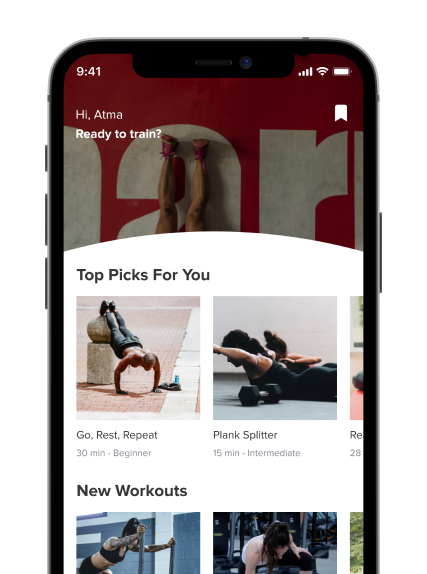 9:41
Hi, Atma
Ready to train?
Top Picks For You
Go, Rest, Repeat
Plank Splitter
Re
30 min - Beginner
15 min - Intermediate
28
New Workouts